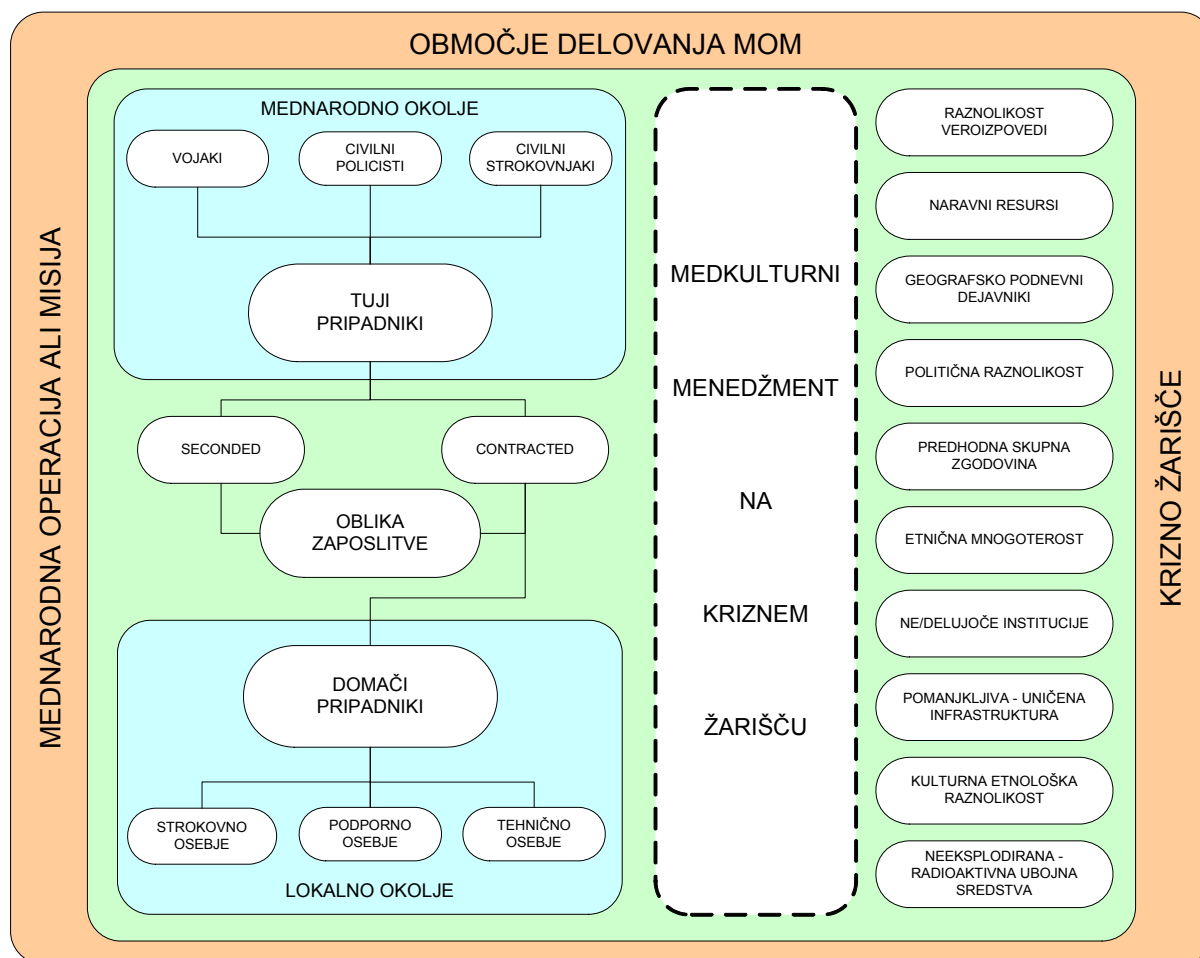 OBMOČJE DELOVANJA MOM
MEDNARODNA OPERACIJA ALI MISIJA
MEDNARODNO OKOLJE
VOJAKI
CIVILNI
POLICISTI
CIVILNI
STROKOVNJAKI
TUJI
PRIPADNIKI
SECONDED
CONTRACTED
OBLIKA
ZAPOSLITVE
DOMAČI
PRIPADNIKI
STROKOVNO
OSEBJE
PODPORNO
OSEBJE
TEHNIČNO
OSEBJE
LOKALNO OKOLJE
MEDKULTURNI
MENEDŽMENT
NA
KRIZNEM
ŽARIŠČU
RAZNOLIKOST
VEROIZPOVEDI
NARAVNI RESURSI
GEOGRAFSKO PODNEVNI
DEJAVNIKI
POLITIČNA RAZNOLIKOST
PREDHODNA SKUPNA
ZGODOVINA
ETNIČNA MNOGOTEROST
NE/DELUJOČE INSTITUCIJE
POMANJKLJIVA - UNIČENA
INFRASTRUKTURA
KULTURNA ETNOLOŠKA
RAZNOLIKOST
NEEKSPLODIRANA -
RADIOAKTIVNA UBOJNA
SREDSTVA
KRIZNO ŽARIŠČE